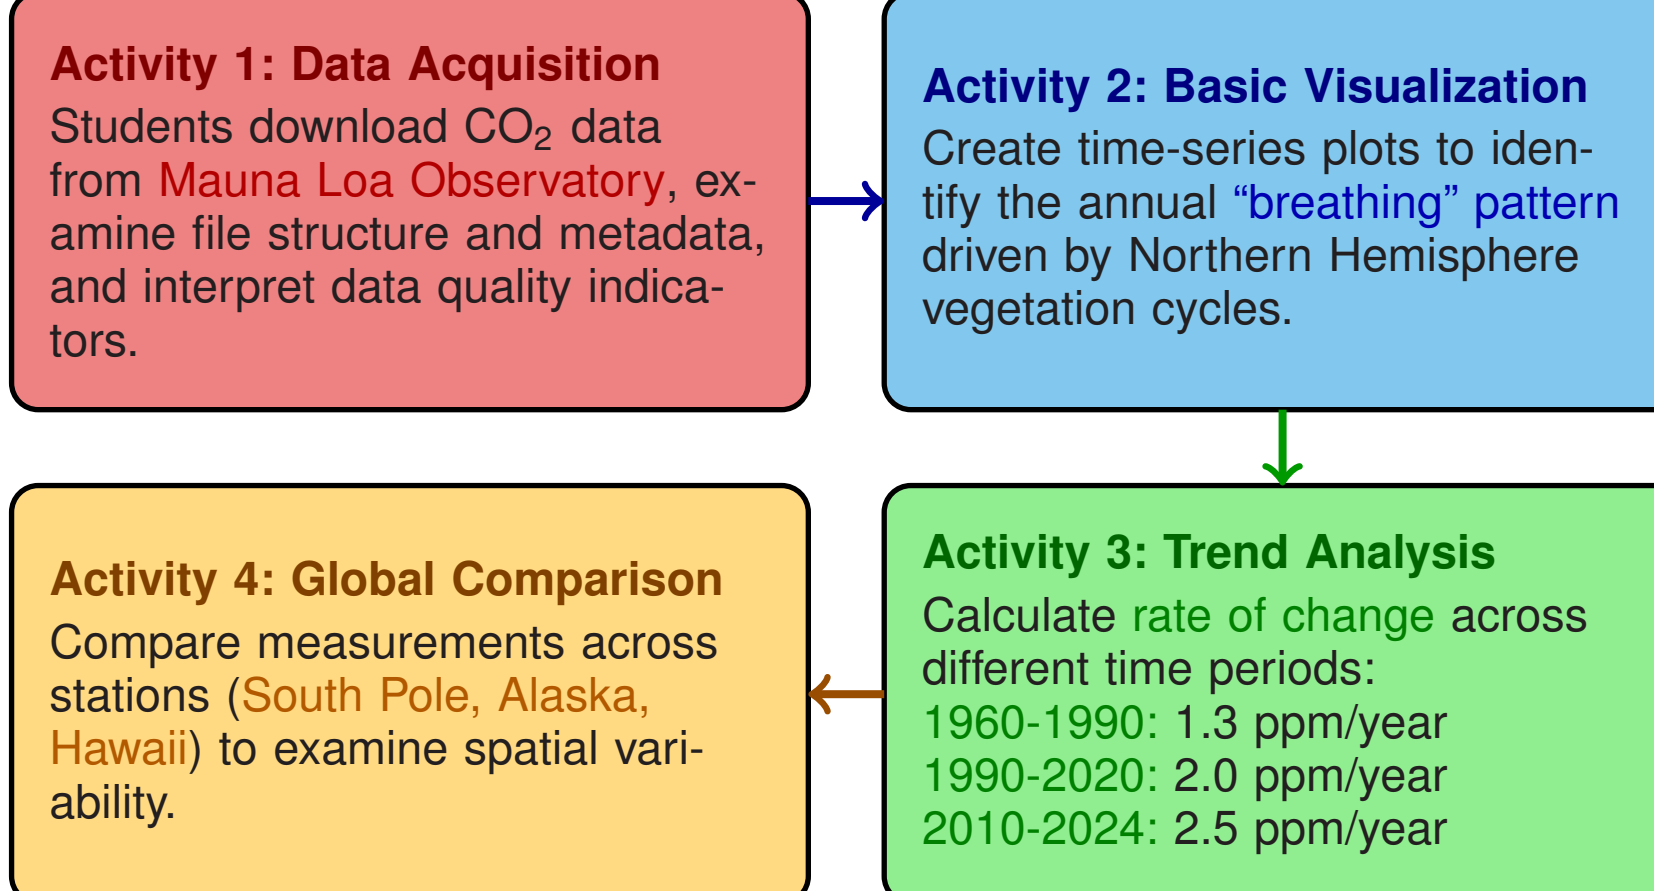 Activity 1: Data Acquisition
Students download CO₂ data
from Mauna Loa Observatory, ex-
amine file structure and metadata,
and interpret data quality indica-
tors.
Activity 2: Basic Visualization
Create time-series plots to iden-
tify the annual “breathing” pattern
driven by Northern Hemisphere
vegetation cycles.
Activity 3: Trend Analysis
Calculate rate of change across
different time periods:
1960-1990: 1.3 ppm/year
1990-2020: 2.0 ppm/year
2010-2024: 2.5 ppm/year
Activity 4: Global Comparison
Compare measurements across
stations (South Pole, Alaska,
Hawaii) to examine spatial vari-
ability.